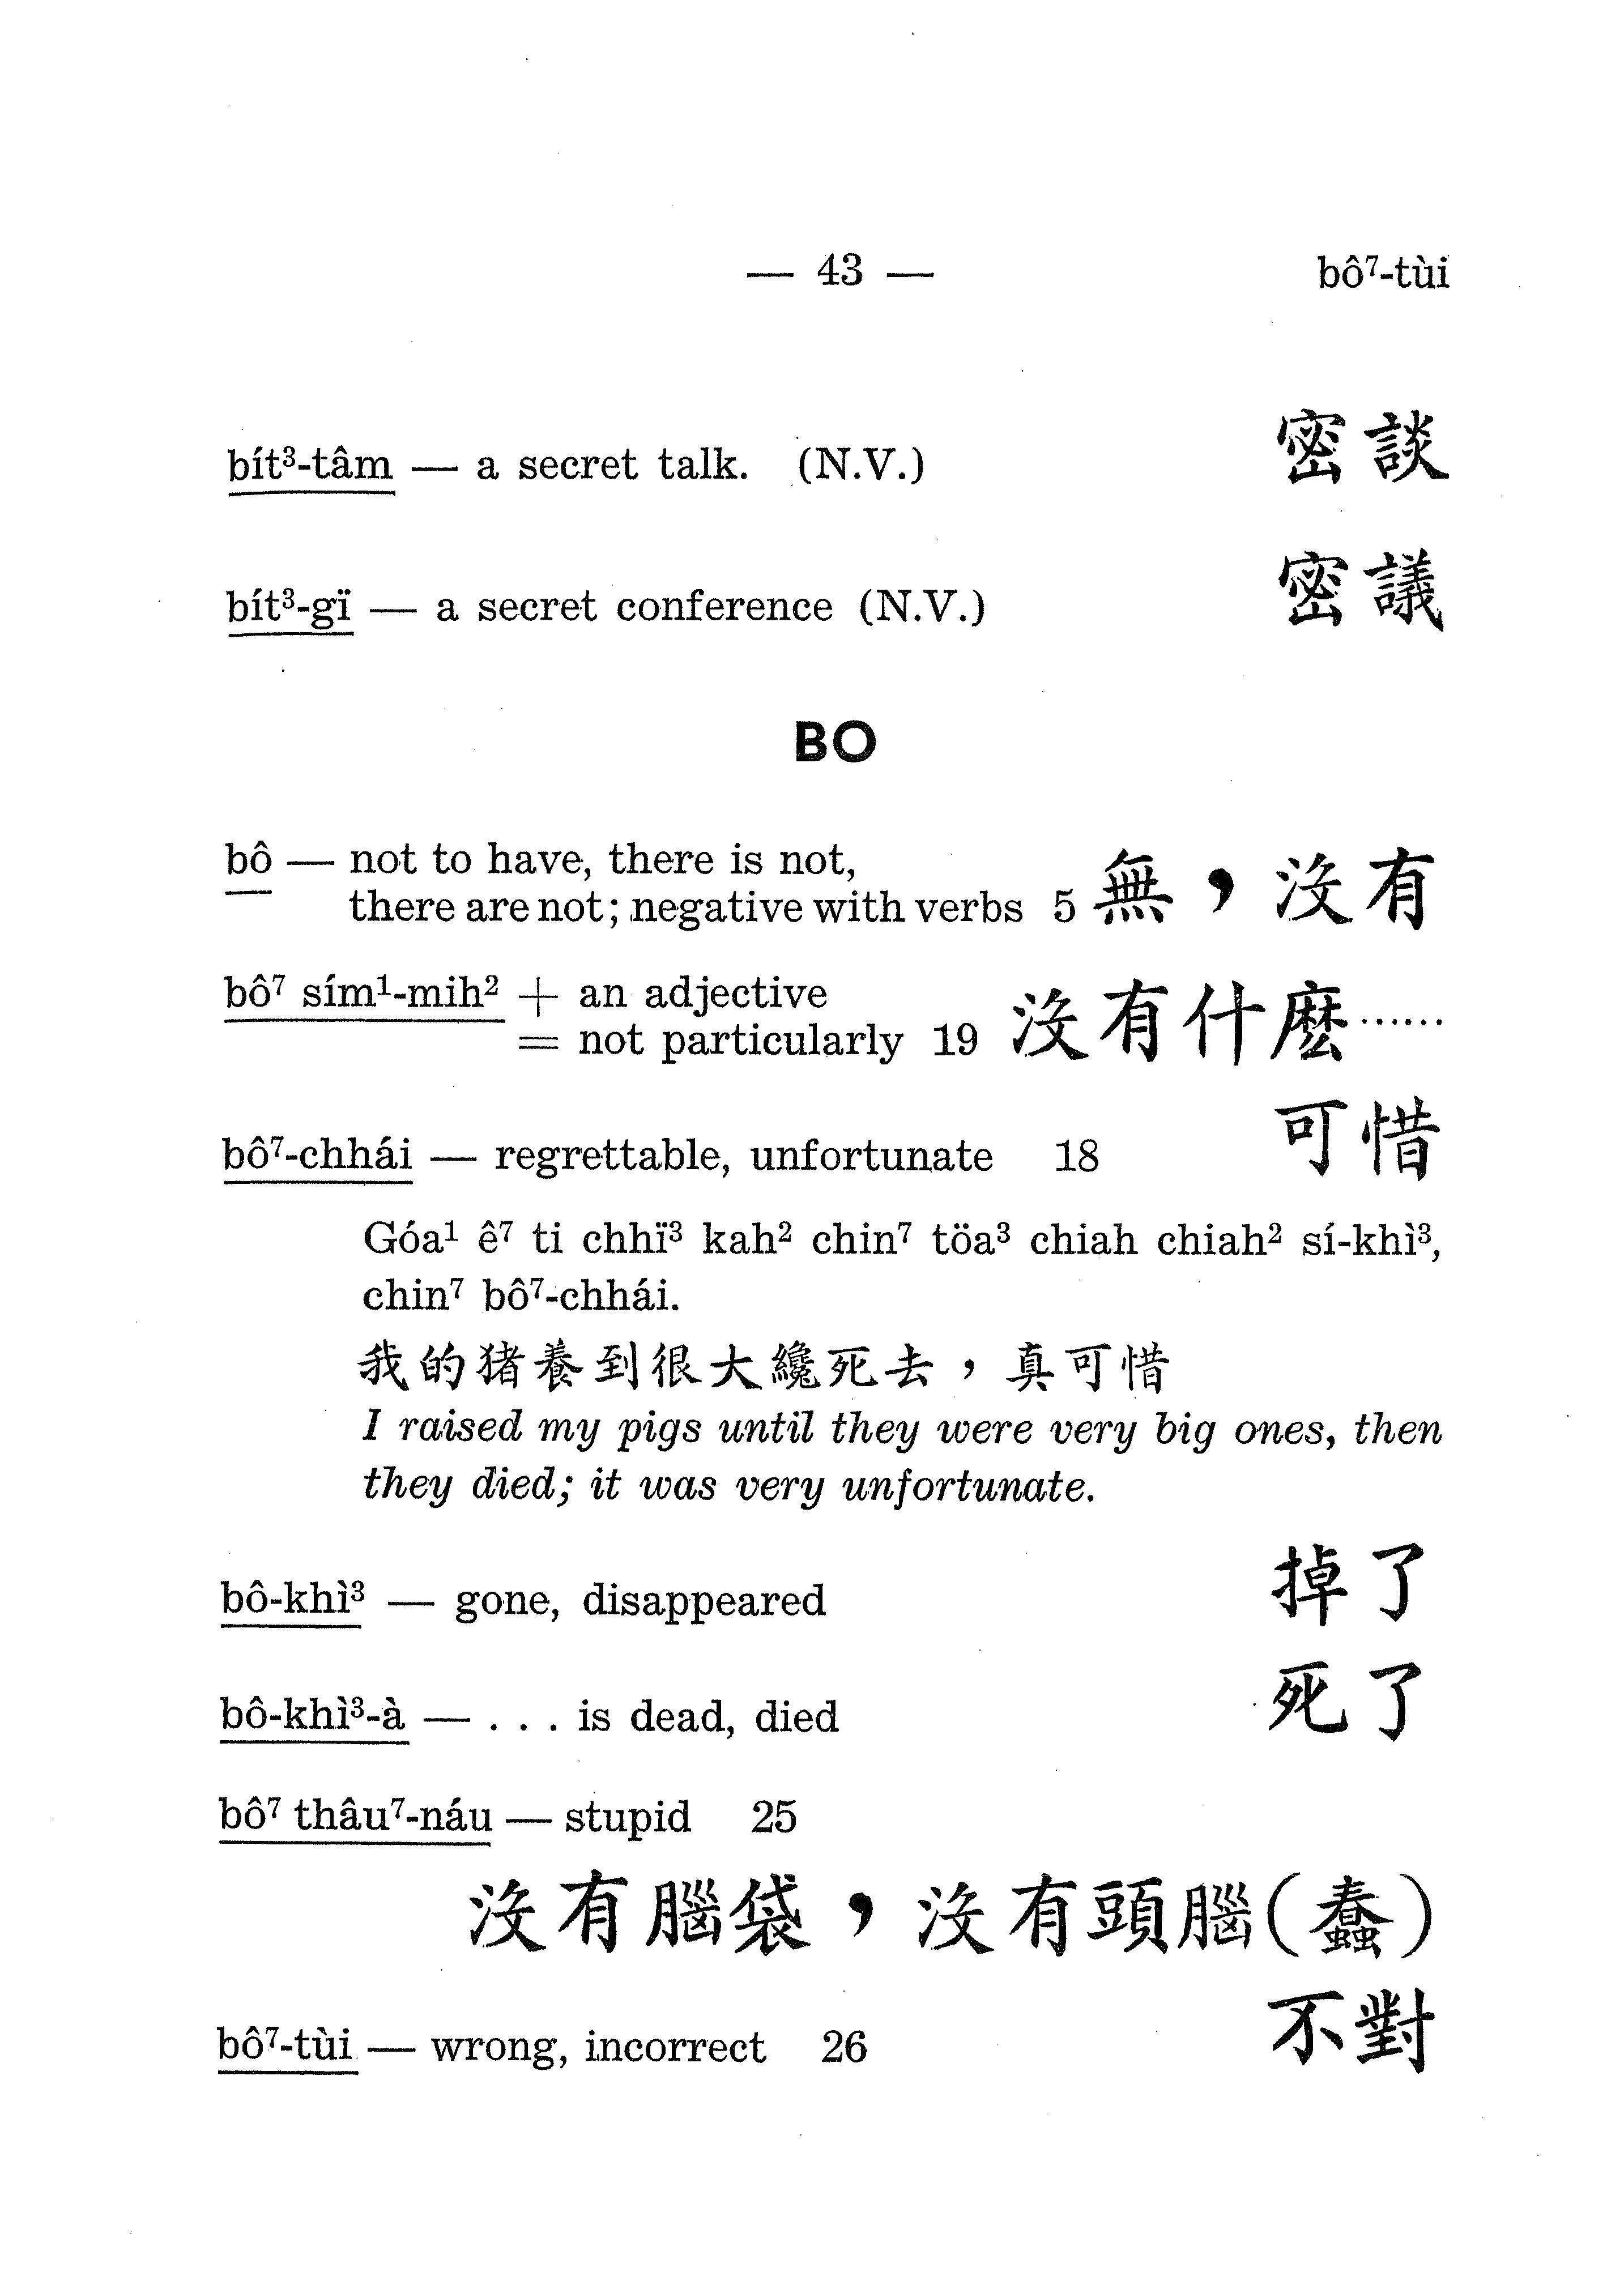 — 43 — bô⁷-tùi
bít³-tâm — a secret talk. (N.V.) 密談
bít³-gï — a secret conference (N.V.) 密議
BO
bô — not to have, there is not,
there are not; negative with verbs 5 無，沒有
bô⁷ sím¹-mih² + an adjective
= not particularly 19 沒有什麼……
bô⁷-chhái — regrettable, unfortunate 18 可惜
Góa¹ ê⁷ ti chhï³ kah² chin⁷ töa³ chiah chiah² sí-khì³,
chin⁷ bô⁷-chhái.
我的猪養到很大纔死去，真可惜
I raised my pigs until they were very big ones, then
they died; it was very unfortunate.
bô-khì³ — gone, disappeared 掉了
bô-khì³-à — . . . is dead, died 死了
bô⁷ thâu⁷-náu — stupid 25
沒有腦袋，沒有頭腦(蠢)
bô⁷-tùi — wrong, incorrect 26 不對